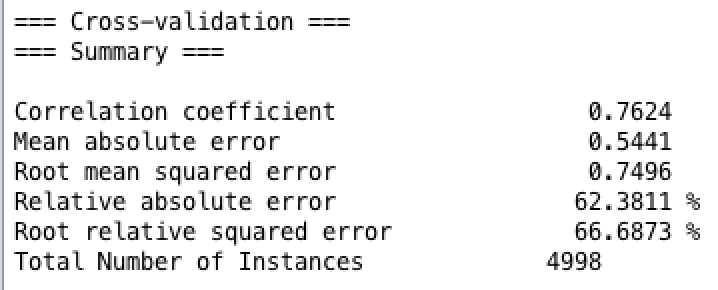 === Cross-validation ===
=== Summary ===
Correlation coefficient 0.7624
Mean absolute error 0.5441
Root mean squared error 0.7496
Relative absolute error 62.3811 %
Root relative squared error 66.6873 %
Total Number of Instances 4998